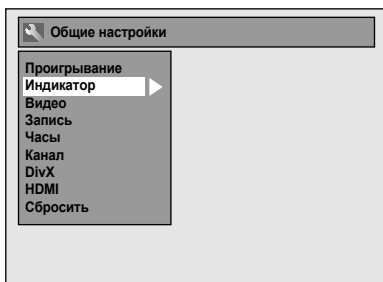 Общие настройки
Проигрывание
Индикатор
Видео
Запись
Часы
Канал
DivX
HDMI
Сбросить